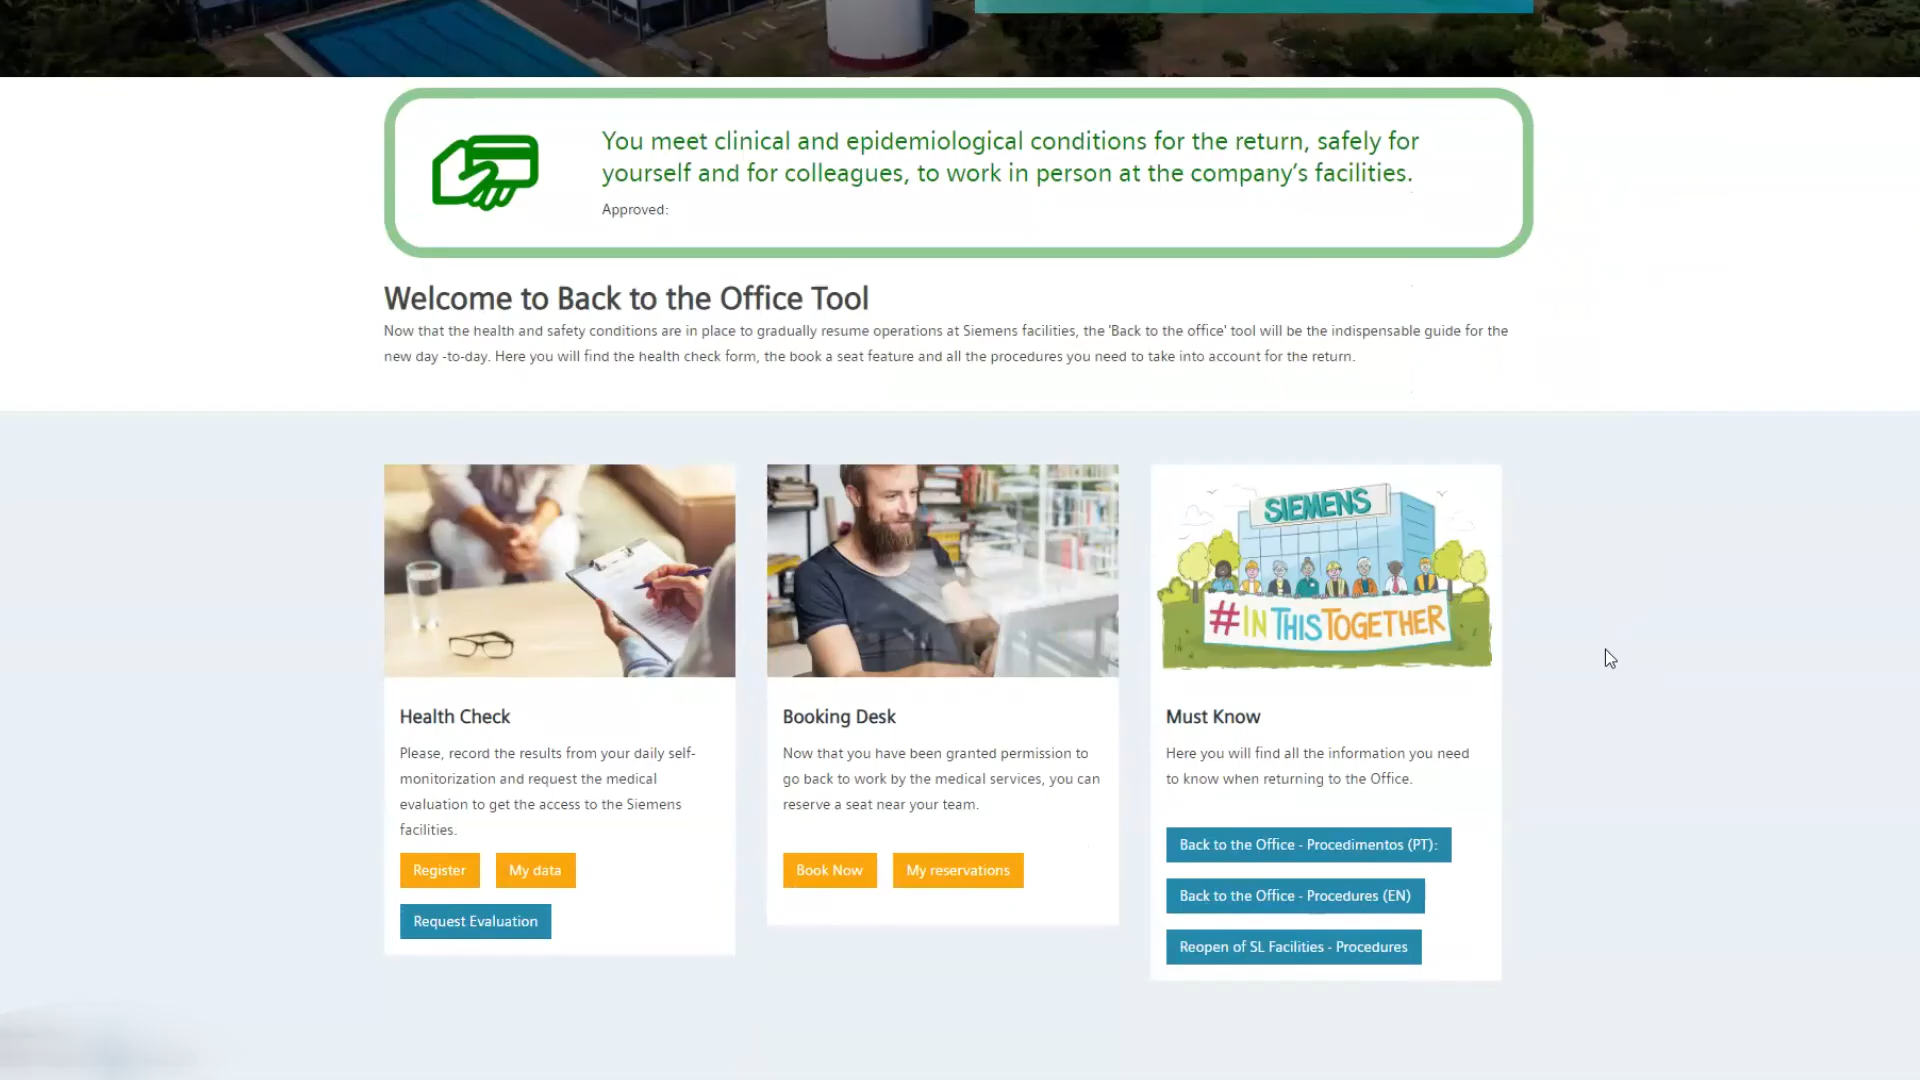 You meet clinical and epidemiological conditions for the return, safely for
yourself and for colleagues, to work in person at the company’s facilities.
Approved:
Welcome to Back to the Office Tool
Now that the health and safety conditions are in place to gradually resume operations at Siemens facilities, the 'Back to the office' tool will be the indispensable guide for the
new day -to-day. Here you will find the health check form, the book a seat feature and all the procedures you need to take into account for the return.
SIEMENS
#INTHISTOGETHER
Health Check
Please, record the results from your daily self-
monitorization and request the medical
evaluation to get the access to the Siemens
facilities.
Register
My data
Request Evaluation
Booking Desk
Now that you have been granted permission to
go back to work by the medical services, you can
reserve a seat near your team.
Book Now
My reservations
Must Know
Here you will find all the information you need
to know when returning to the Office.
Back to the Office - Procedimentos (PT):
Back to the Office - Procedures (EN)
Reopen of SL Facilities - Procedures